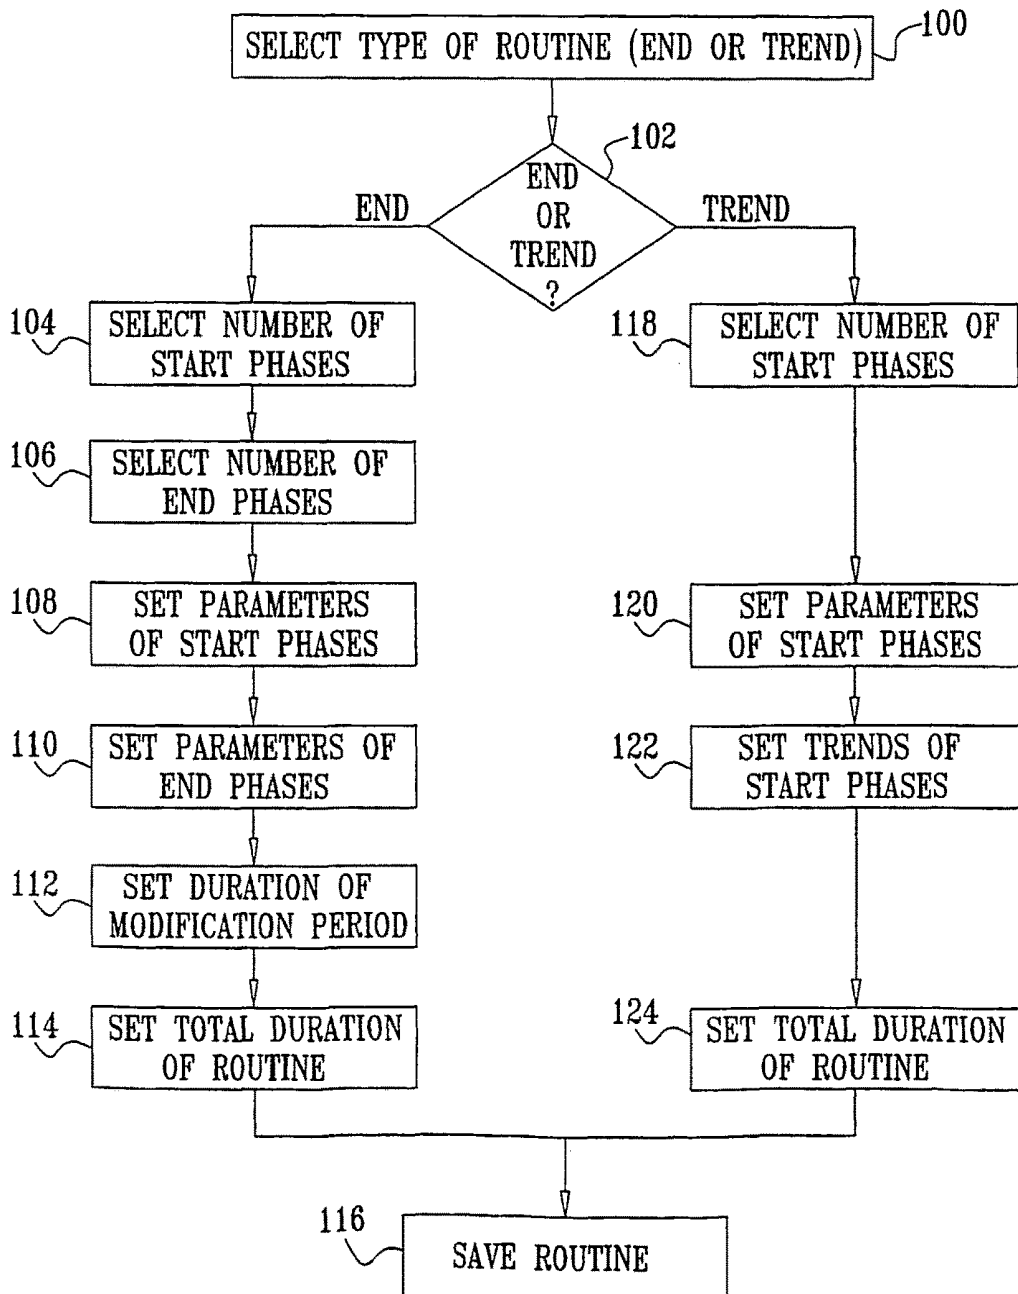 SELECT TYPE OF ROUTINE (END OR TREND)
100
102
END
OR
TREND
?
END
TREND
104
SELECT NUMBER OF
START PHASES
118
SELECT NUMBER OF
START PHASES
106
SELECT NUMBER OF
END PHASES
108
SET PARAMETERS
OF START PHASES
120
SET PARAMETERS
OF START PHASES
110
SET PARAMETERS OF
END PHASES
122
SET TRENDS OF
START PHASES
112
SET DURATION OF
MODIFICATION PERIOD
114
SET TOTAL DURATION
OF ROUTINE
124
SET TOTAL DURATION
OF ROUTINE
116
SAVE ROUTINE